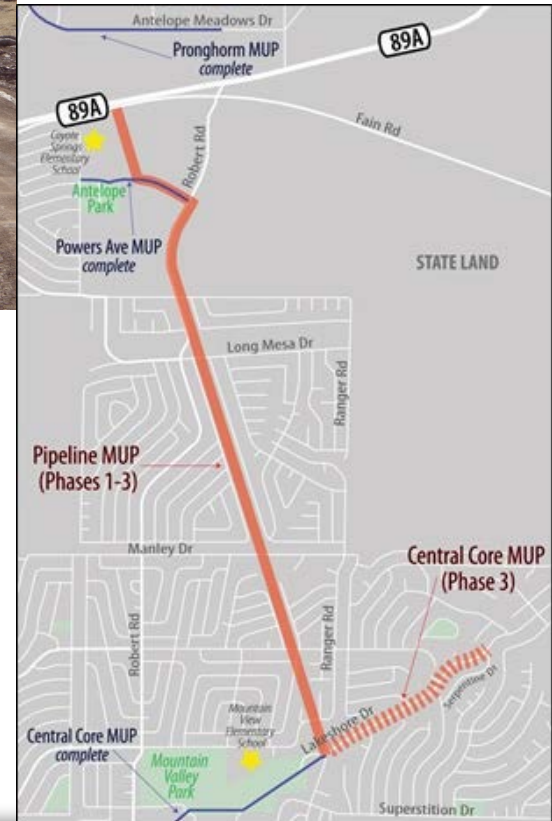 Antelope Meadows Dr
Pronghorm MUP
complete
89A
89A
Fain Rd
Coyote
Springs
Elementary
School
Robert Rd
Antelope
Park
Powers Ave MUP
complete
STATE LAND
Long Mesa Dr
Ranger Rd
Pipeline MUP
(Phases 1-3)
Manley Dr
Central Core MUP
(Phase 3)
Robert Rd
Ranger Rd
Serpentine Dr
Mountain
View
Elementary
School
Lakeshore Dr
Central Core MUP
complete
Mountain
Valley
Park
Superstition Dr